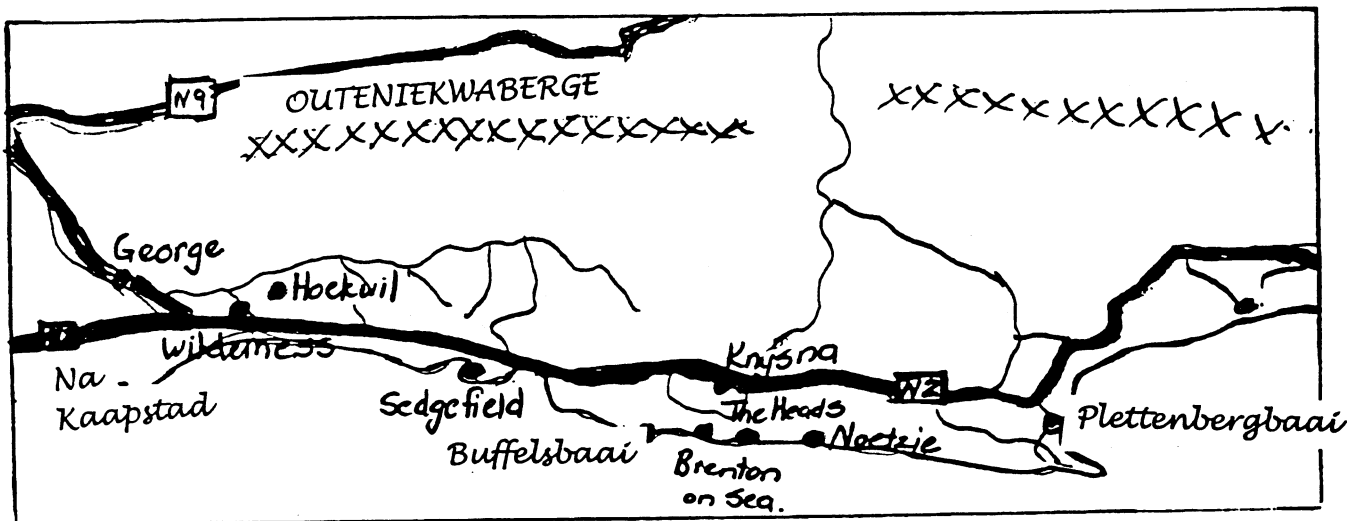 N9
OUTENIEKWABERGE
George
Hoekwil
Wilderness
Na
Kaapstad
Sedgefield
Knysna
N2
The Heads
Plettenbergbaai
Buffelsbaai
Noetzie
Brenton
on Sea.